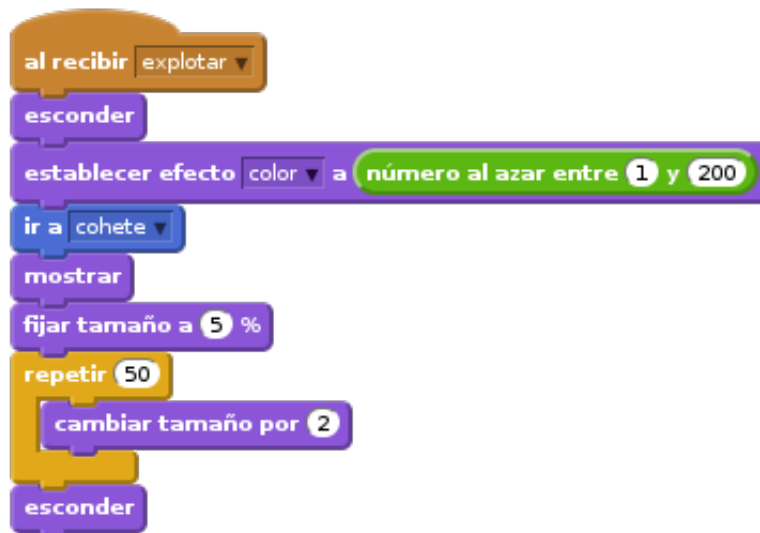 al recibir explotar
esconder
establecer efecto color a número al azar entre 1 y 200
ir a cohete
mostrar
fijar tamaño a 5 %
repetir 50
cambiar tamaño por 2
esconder